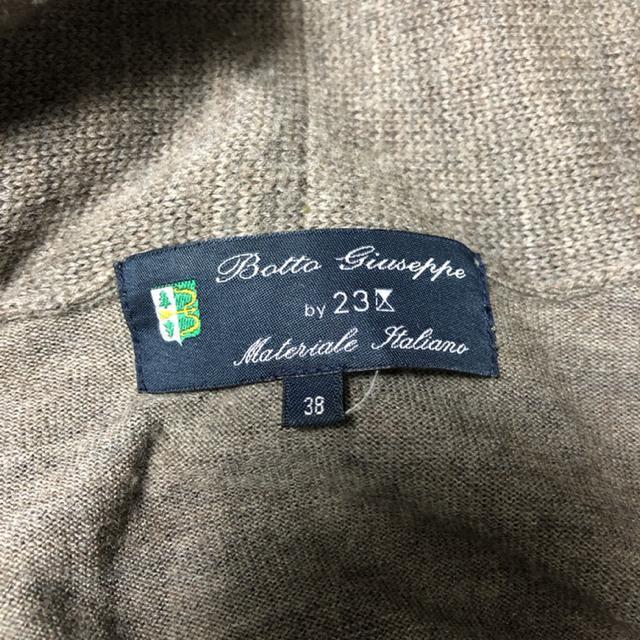 Botto Giuseppe
by 23区
Materiale Italiano
38